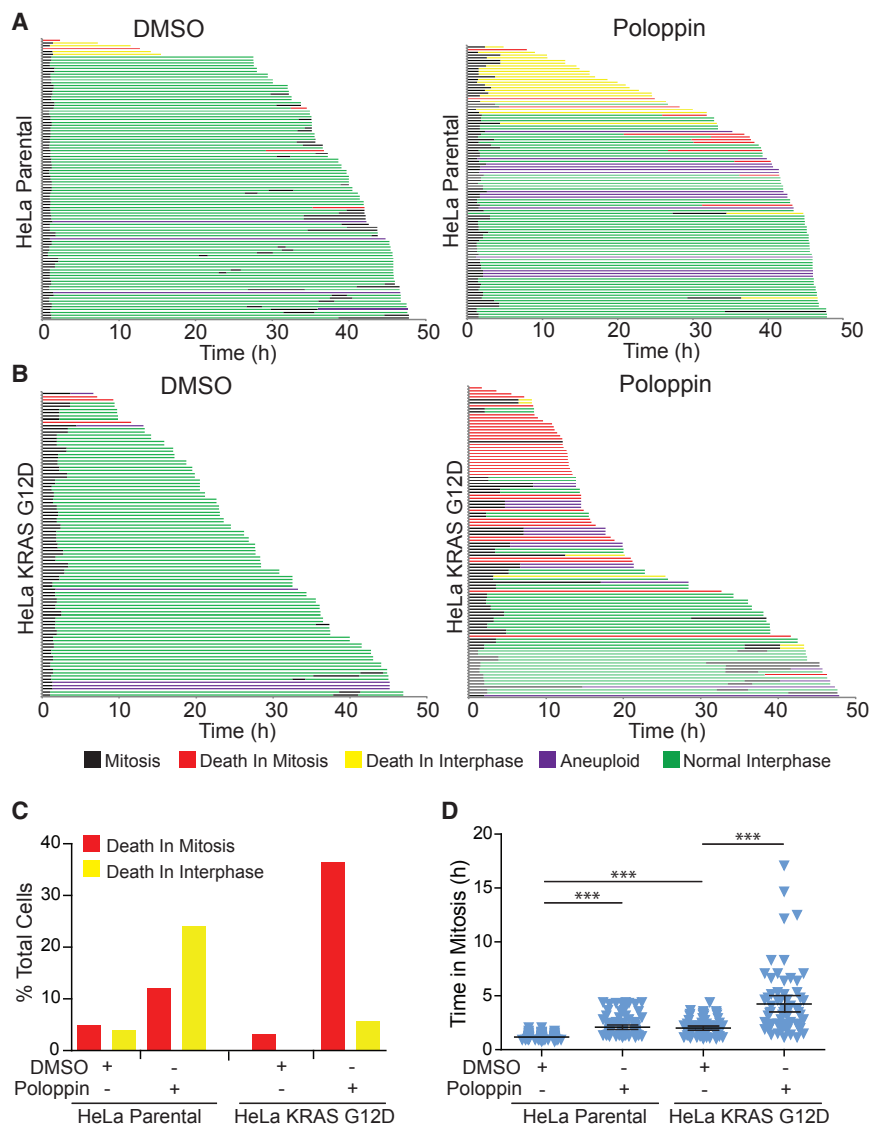 A
DMSO
Poloppin
HeLa Parental
HeLa Parental
0 10 20 30 40 50
Time (h)
0 10 20 30 40 50
Time (h)
B
DMSO
Poloppin
HeLa KRAS G12D
HeLa KRAS G12D
0 10 20 30 40 50
Time (h)
0 10 20 30 40 50
Time (h)
Mitosis Death In Mitosis Death In Interphase Aneuploid Normal Interphase
C
Death In Mitosis
Death In Interphase
% Total Cells
40
30
20
10
0
DMSO + - + -
Poloppin - + - +
HeLa Parental HeLa KRAS G12D
D
Time in Mitosis (h)
20
15
10
5
0
***
***
***
+ - + -
- + - +
HeLa Parental HeLa KRAS G12D